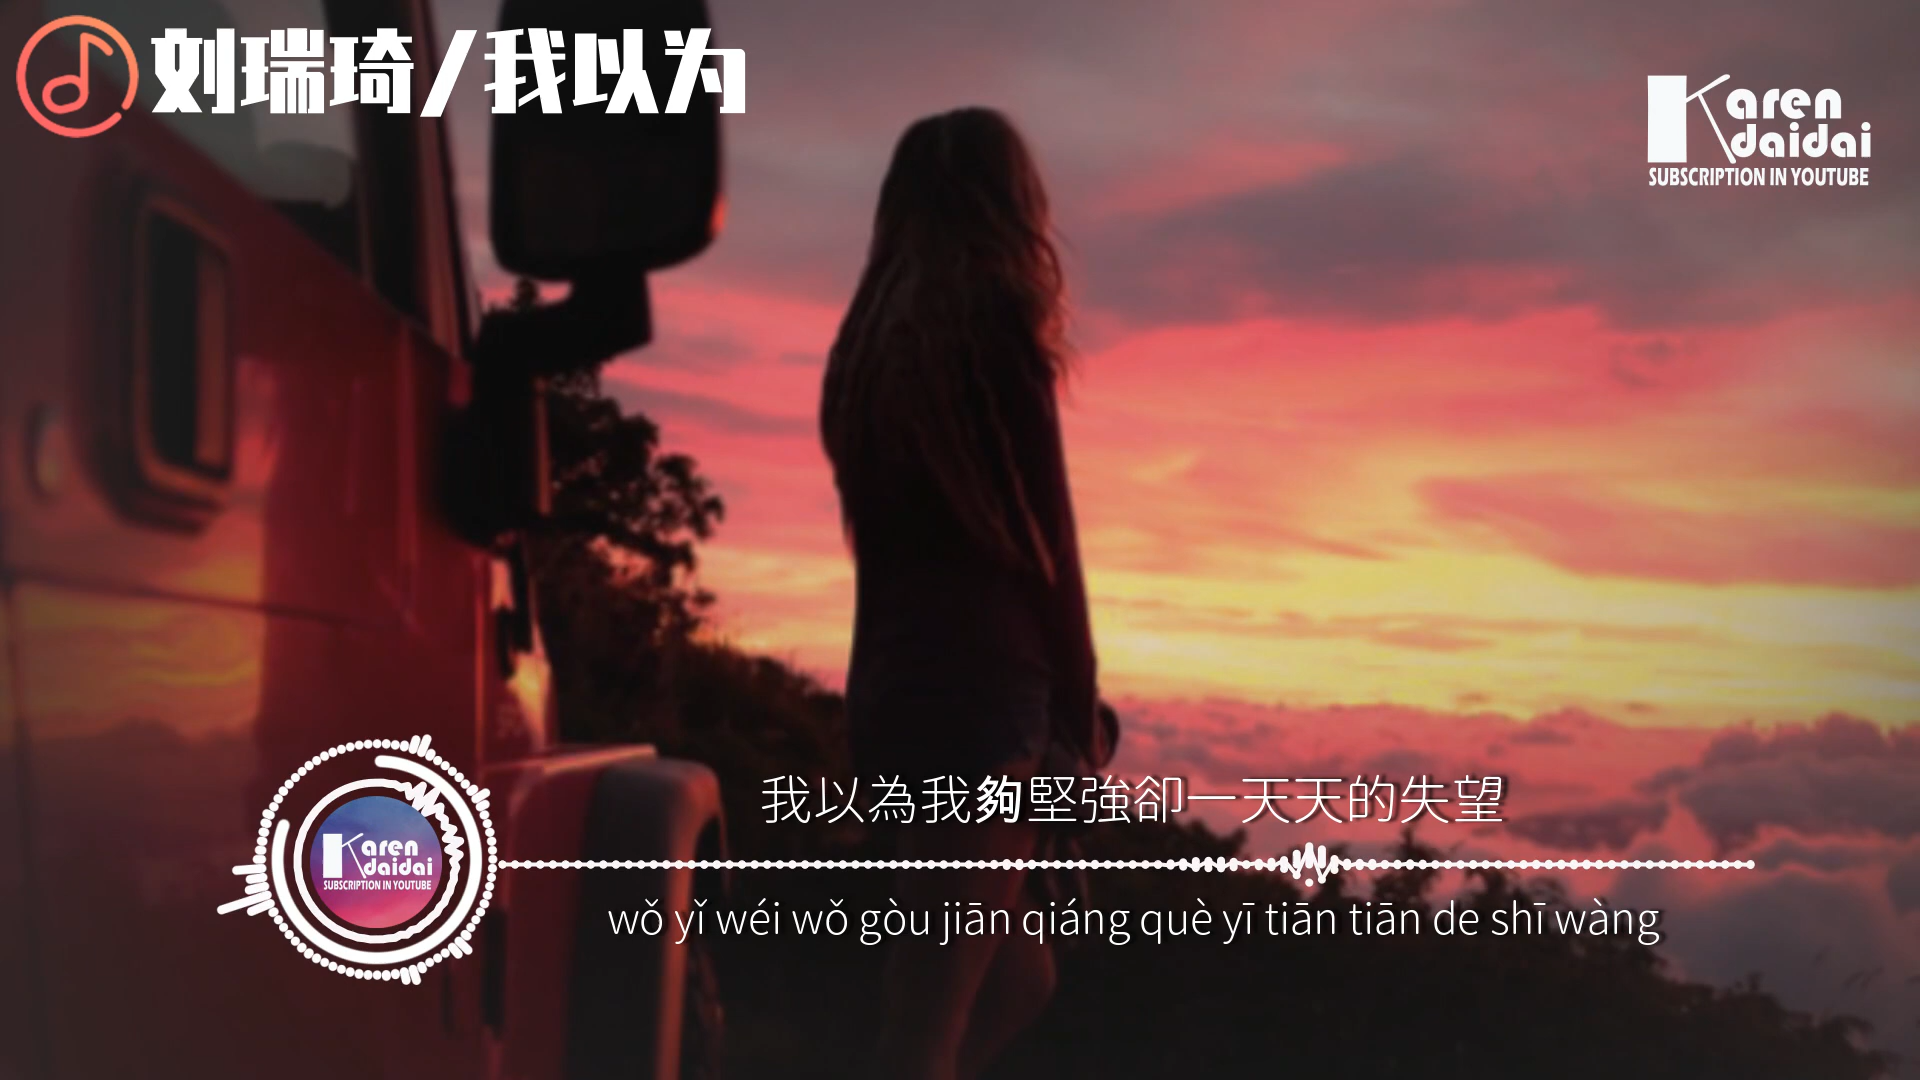 刘瑞琦/我以为
Karen
daidai
SUBSCRIPTION IN YOUTUBE
我以為我夠堅強卻一天天的失望
wǒ yǐ wéi wǒ gòu jiān qiáng què yī tiān tiān de shī wàng
Karen
daidai
SUBSCRIPTION IN YOUTUBE